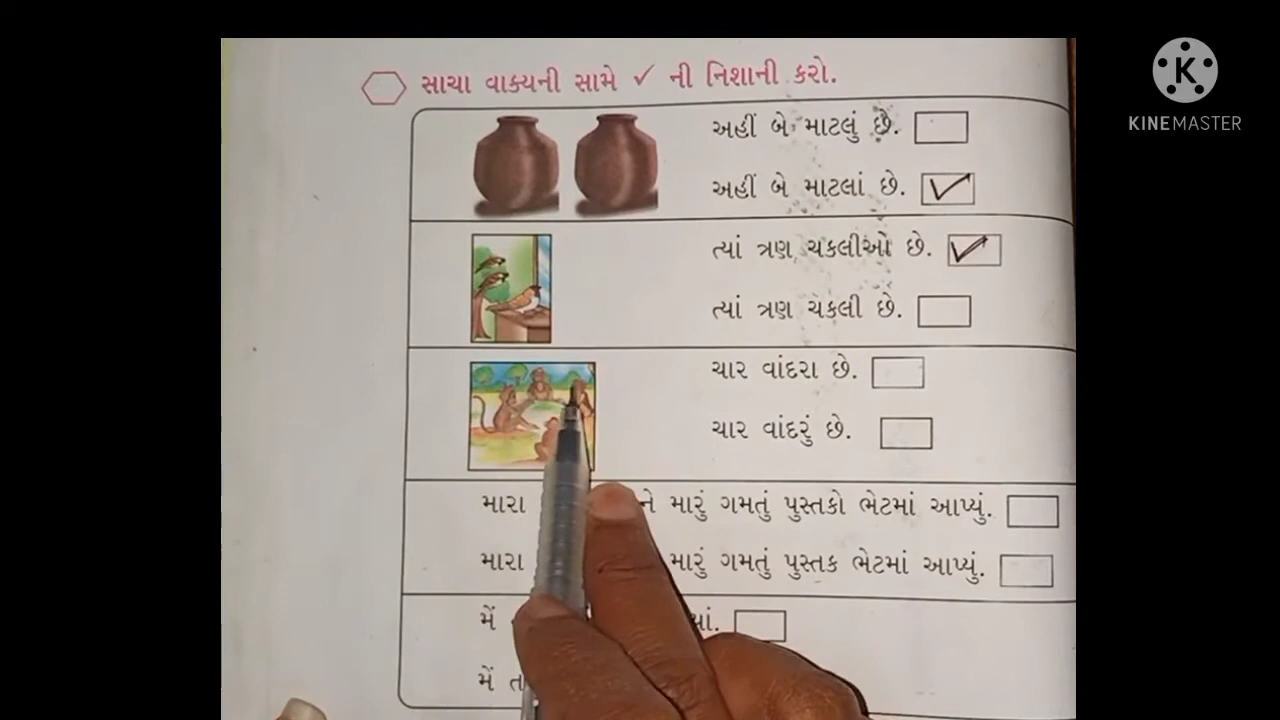 સાચા વાક્યની સામે ✓ ની નિશાની કરો.
અહીં બે માટલું છે.
અહીં બે માટલાં છે.
ત્યાં ત્રણ ચકલીઓ છે.
ત્યાં ત્રણ ચકલી છે.
ચાર વાંદરા છે.
ચાર વાંદરું છે.
મારા ને મારું ગમતું પુસ્તકો ભેટમાં આપ્યું.
મારા મારું ગમતું પુસ્તક ભેટમાં આપ્યું.
મેં
મેં
K
KINEMASTER